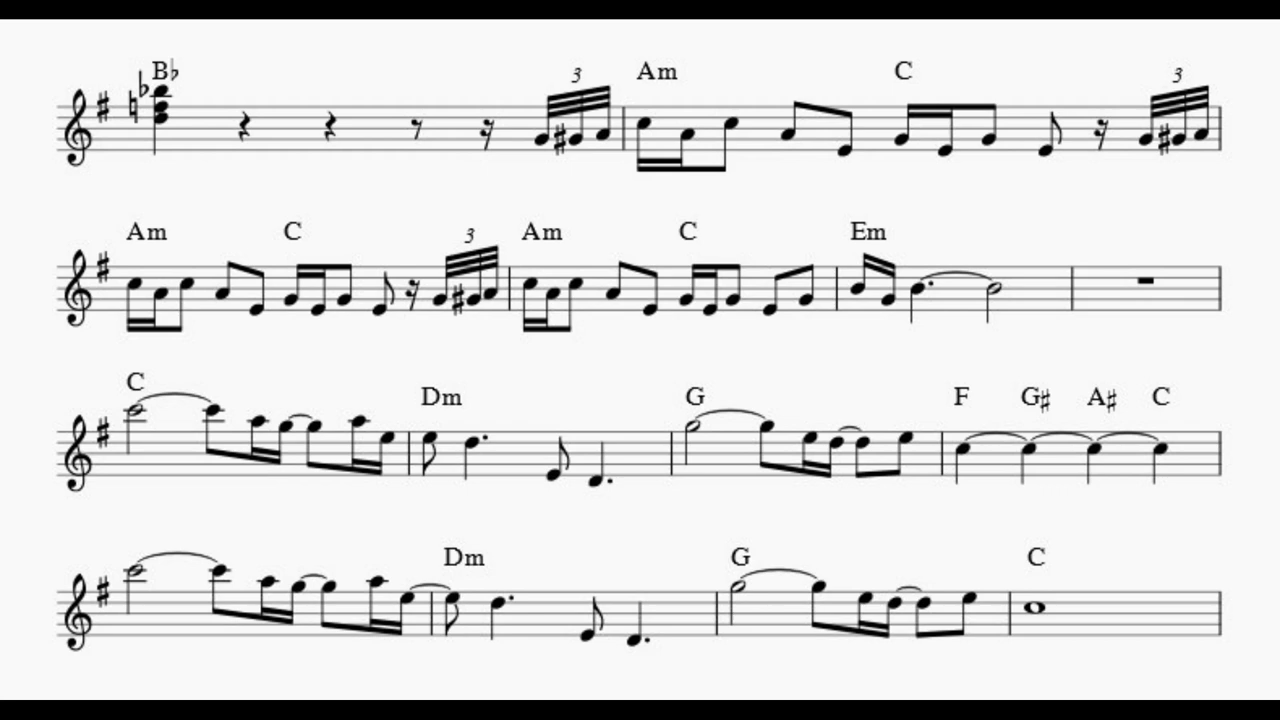 B♭ 3 Am C 3
Am C 3 Am C Em
C Dm G F G♯ A♯ C
Dm G C